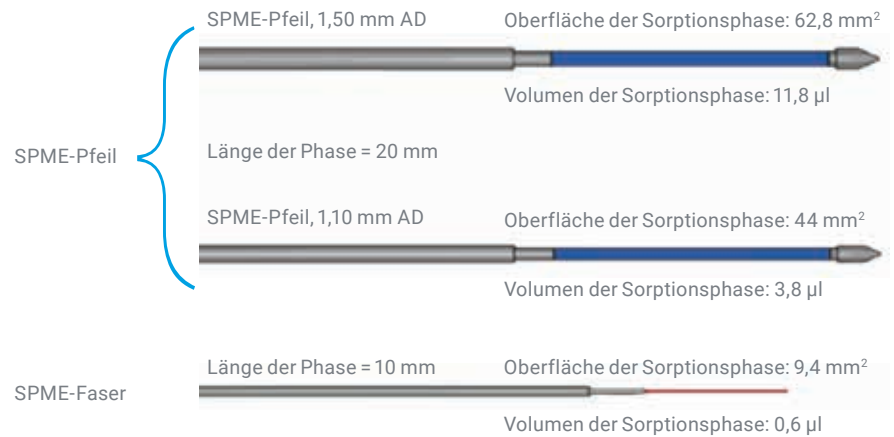 SPME-Pfeil, 1,50 mm AD
Oberfläche der Sorptionsphase: 62,8 mm²
Volumen der Sorptionsphase: 11,8 µl
SPME-Pfeil
Länge der Phase = 20 mm
SPME-Pfeil, 1,10 mm AD
Oberfläche der Sorptionsphase: 44 mm²
Volumen der Sorptionsphase: 3,8 µl
Länge der Phase = 10 mm
Oberfläche der Sorptionsphase: 9,4 mm²
SPME-Faser
Volumen der Sorptionsphase: 0,6 µl